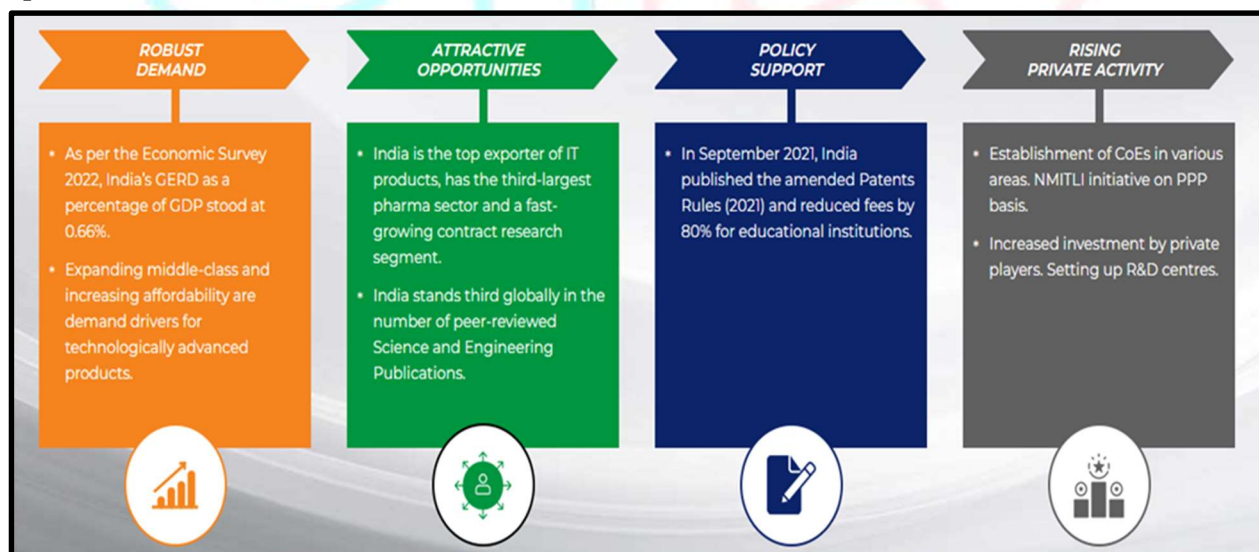 ROBUST
DEMAND
• As per the Economic Survey
2022, India's GERD as a
percentage of GDP stood at
0.66%.
• Expanding middle-class and
increasing affordability are
demand drivers for
technologically advanced
products.
ATTRACTIVE
OPPORTUNITIES
• India is the top exporter of IT
products, has the third-largest
pharma sector and a fast-
growing contract research
segment.
• India stands third globally in the
number of peer-reviewed
Science and Engineering
Publications.
POLICY
SUPPORT
• In September 2021, India
published the amended Patents
Rules (2021) and reduced fees by
80% for educational institutions.
RISING
PRIVATE ACTIVITY
• Establishment of CoEs in various
areas. NMITLI initiative on PPP
basis.
• Increased investment by private
players. Setting up R&D centres.